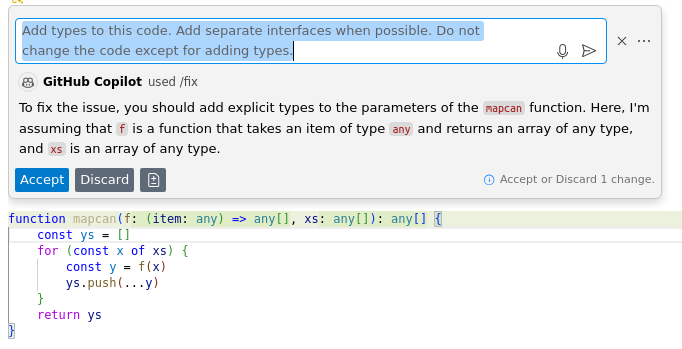 Add types to this code. Add separate interfaces when possible. Do not
change the code except for adding types.
GitHub Copilot used /fix
To fix the issue, you should add explicit types to the parameters of the mapcan function. Here, I'm
assuming that f is a function that takes an item of type any and returns an array of any type,
and xs is an array of any type.
Accept Discard Accept or Discard 1 change.
function mapcan(f: (item: any) => any[], xs: any[]): any[] {
    const ys = []
    for (const x of xs) {
        const y = f(x)
        ys.push(...y)
    }
    return ys
}